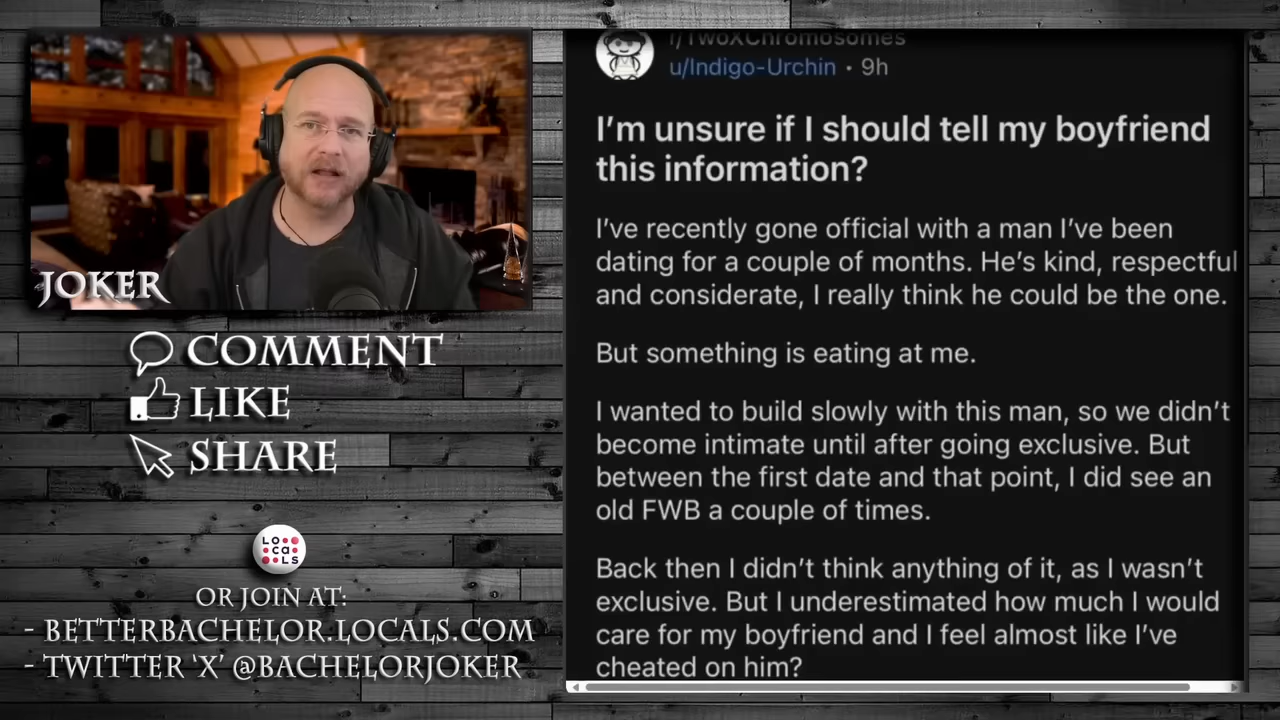 JOKER
COMMENT
LIKE
SHARE
LO
ca
LS
OR JOIN AT:
- BETTERBACHELOR.LOCALS.COM
- TWITTER 'X' @BACHELORJOKER
r/TwoXChromosomes
u/Indigo-Urchin • 9h
I'm unsure if I should tell my boyfriend
this information?
I've recently gone official with a man I've been
dating for a couple of months. He's kind, respectful
and considerate, I really think he could be the one.
But something is eating at me.
I wanted to build slowly with this man, so we didn't
become intimate until after going exclusive. But
between the first date and that point, I did see an
old FWB a couple of times.
Back then I didn't think anything of it, as I wasn't
exclusive. But I underestimated how much I would
care for my boyfriend and I feel almost like I've
cheated on him?